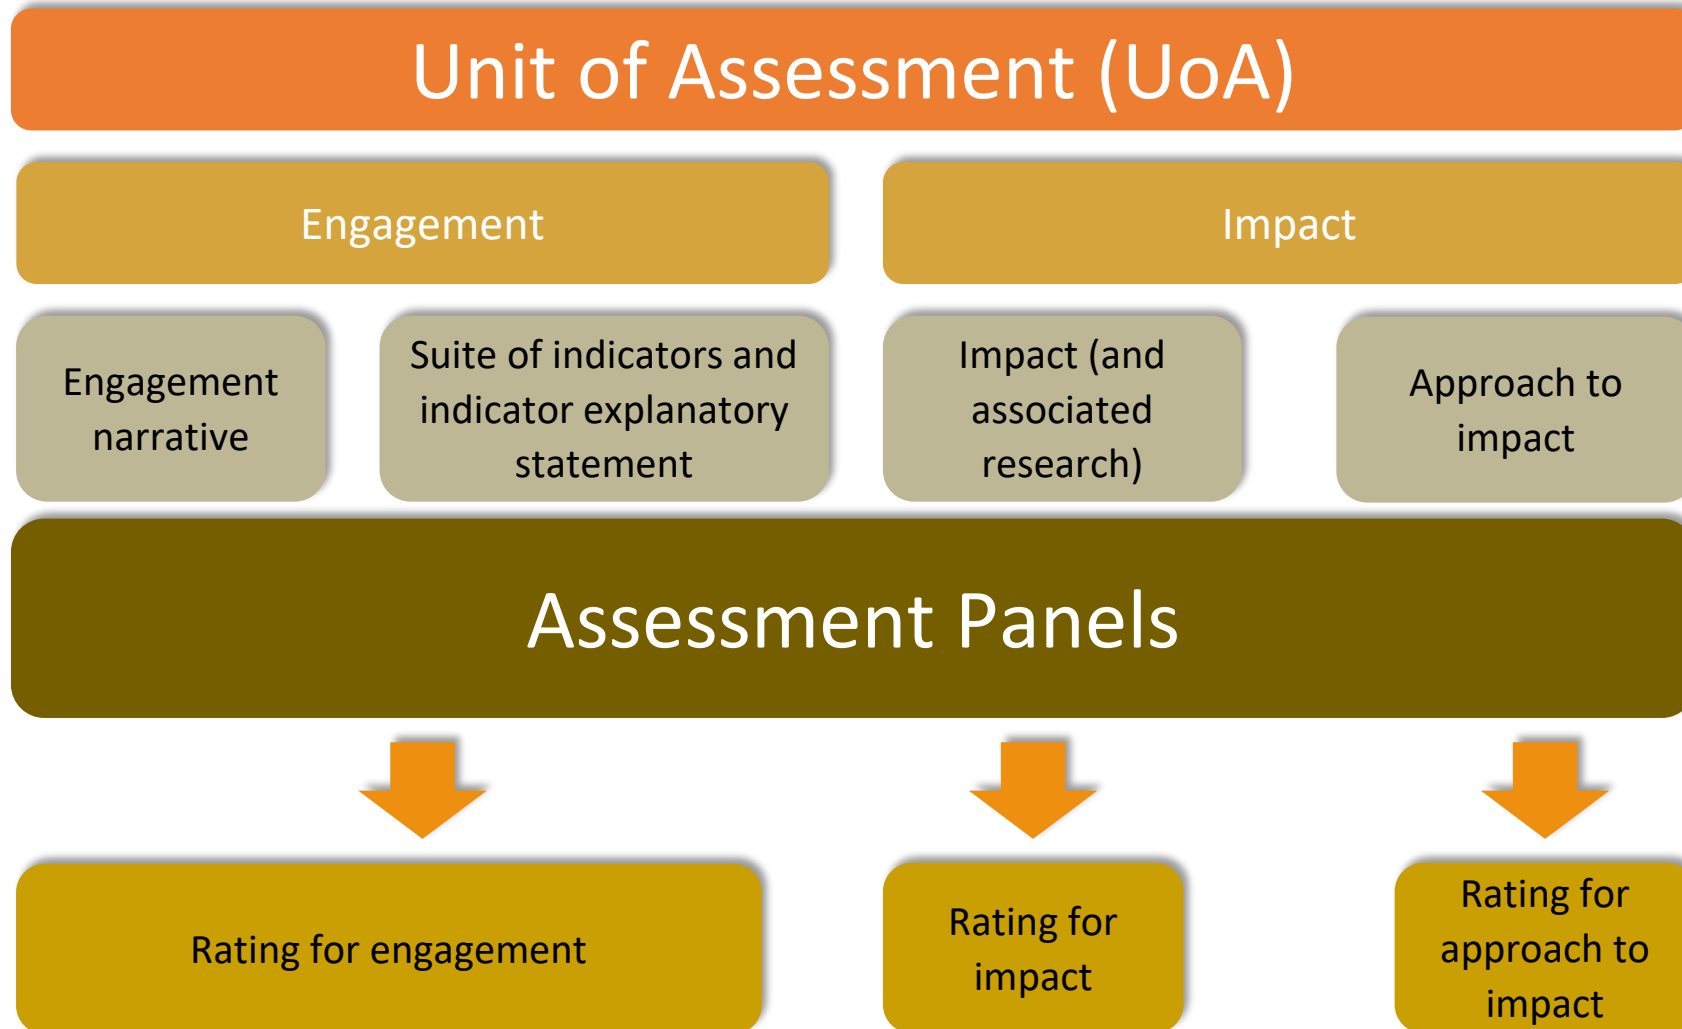 Unit of Assessment (UoA)
Engagement
Impact
Engagement
narrative
Suite of indicators and
indicator explanatory
statement
Impact (and
associated
research)
Approach to
impact
Assessment Panels
Rating for engagement
Rating for
impact
Rating for
approach to
impact